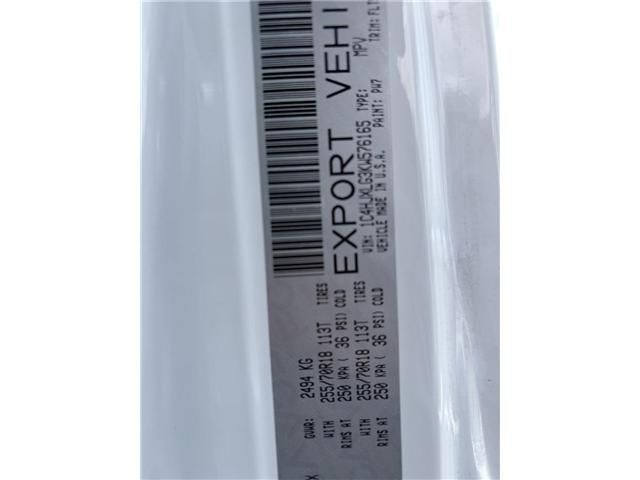 GVWR: 2494 KG
WITH 255/70R18 113T TIRES
RIMS AT 250 KPA ( 36 PSI) COLD
WITH 255/70R18 113T TIRES
RIMS AT 250 KPA ( 36 PSI) COLD
EXPORT VEHI
VIN: 1C4HJXLG3KW576165 TYPE: MPV
VEHICLE MADE IN U.S.A.
PAINT: PW7 TRIM: FLT
X